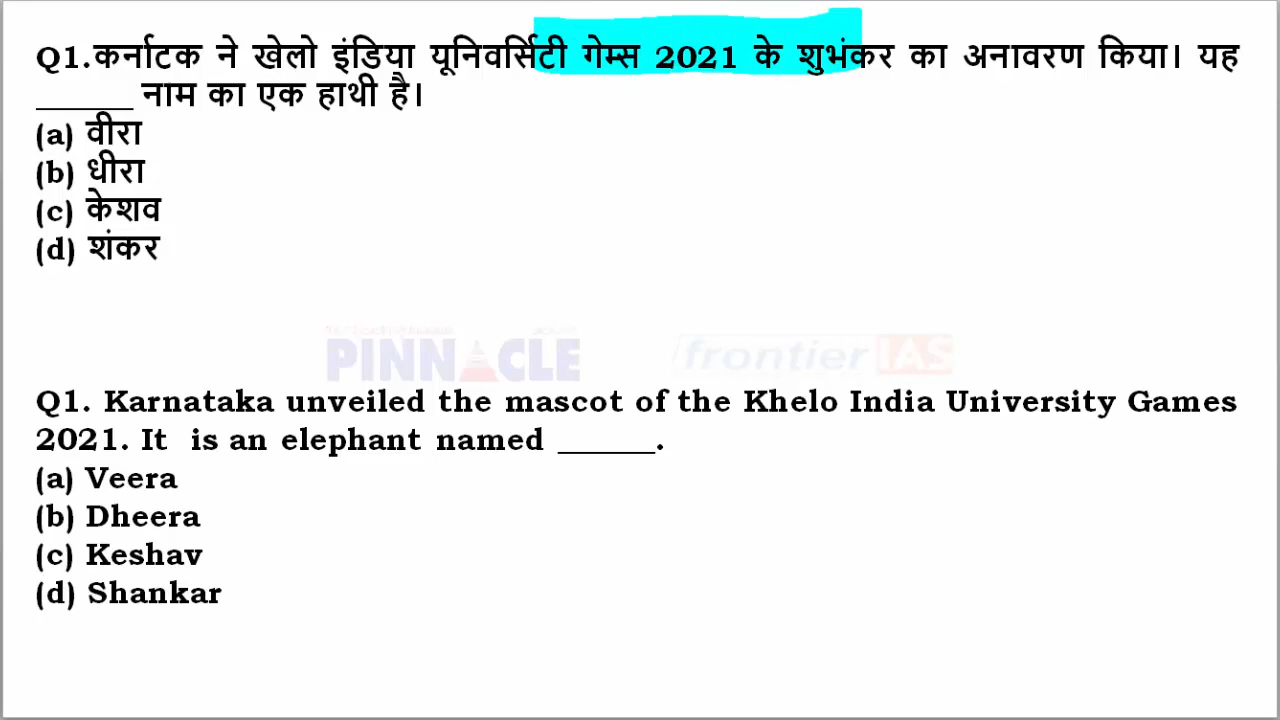 Q1.कर्नाटक ने खेलो इंडिया यूनिवर्सिटी गेम्स 2021 के शुभंकर का अनावरण किया। यह
______ नाम का एक हाथी है।
(a) वीरा
(b) धीरा
(c) केशव
(d) शंकर
PINNACLE
frontier IAS
Q1. Karnataka unveiled the mascot of the Khelo India University Games
2021. It is an elephant named ______.
(a) Veera
(b) Dheera
(c) Keshav
(d) Shankar